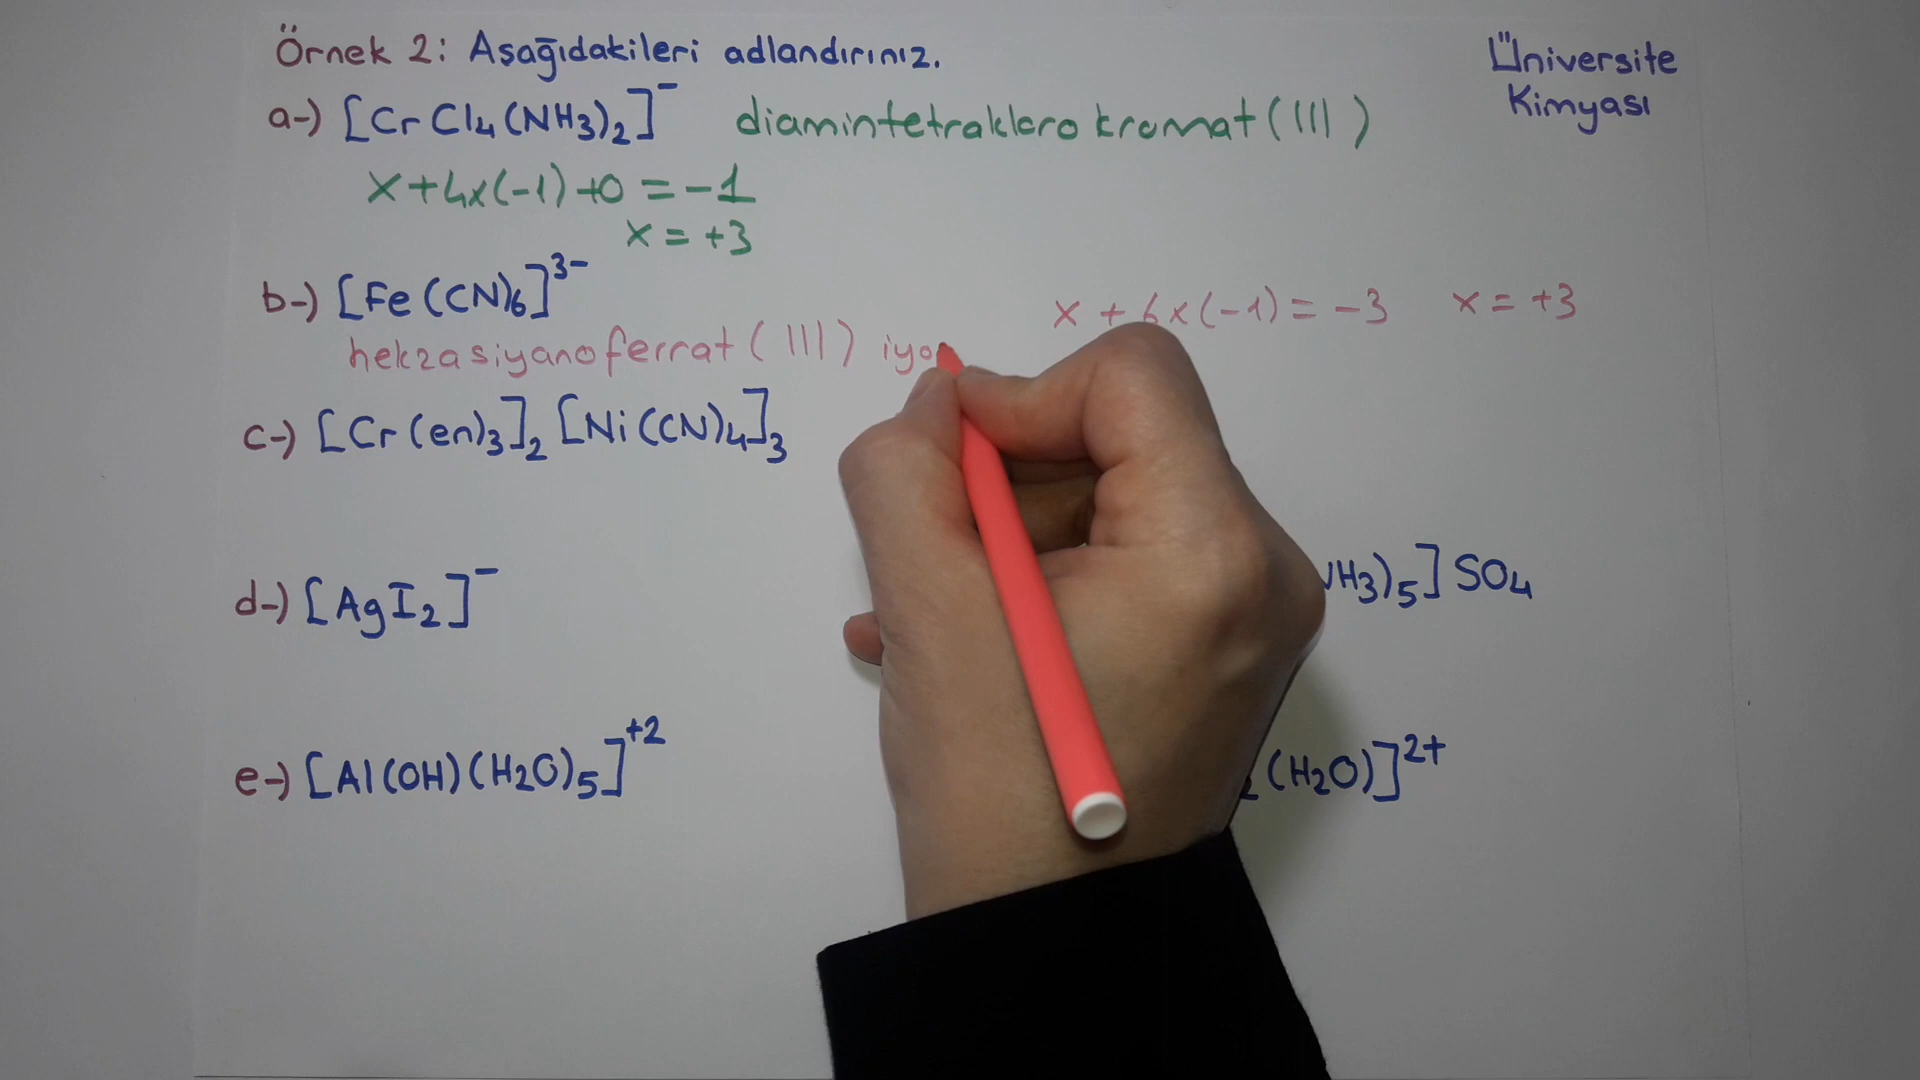 Örnek 2: Aşağıdakileri adlandırınız.
Üniversite
Kimyası
a-) [CrCl4(NH3)2]⁻ diamintetrakloro kromat (III)
x+4x(-1)+0 = -1
x = +3
b-) [Fe(CN)6]³⁻
x + 6x(-1) = -3 x = +3
hekzasiyanoferrat (III) iyo
c-) [Cr(en)3]2 [Ni(CN)4]3
d-) [AgI2]⁻
H3)5]SO4
e-) [Al(OH)(H2O)5]⁺²
(H2O)]²⁺